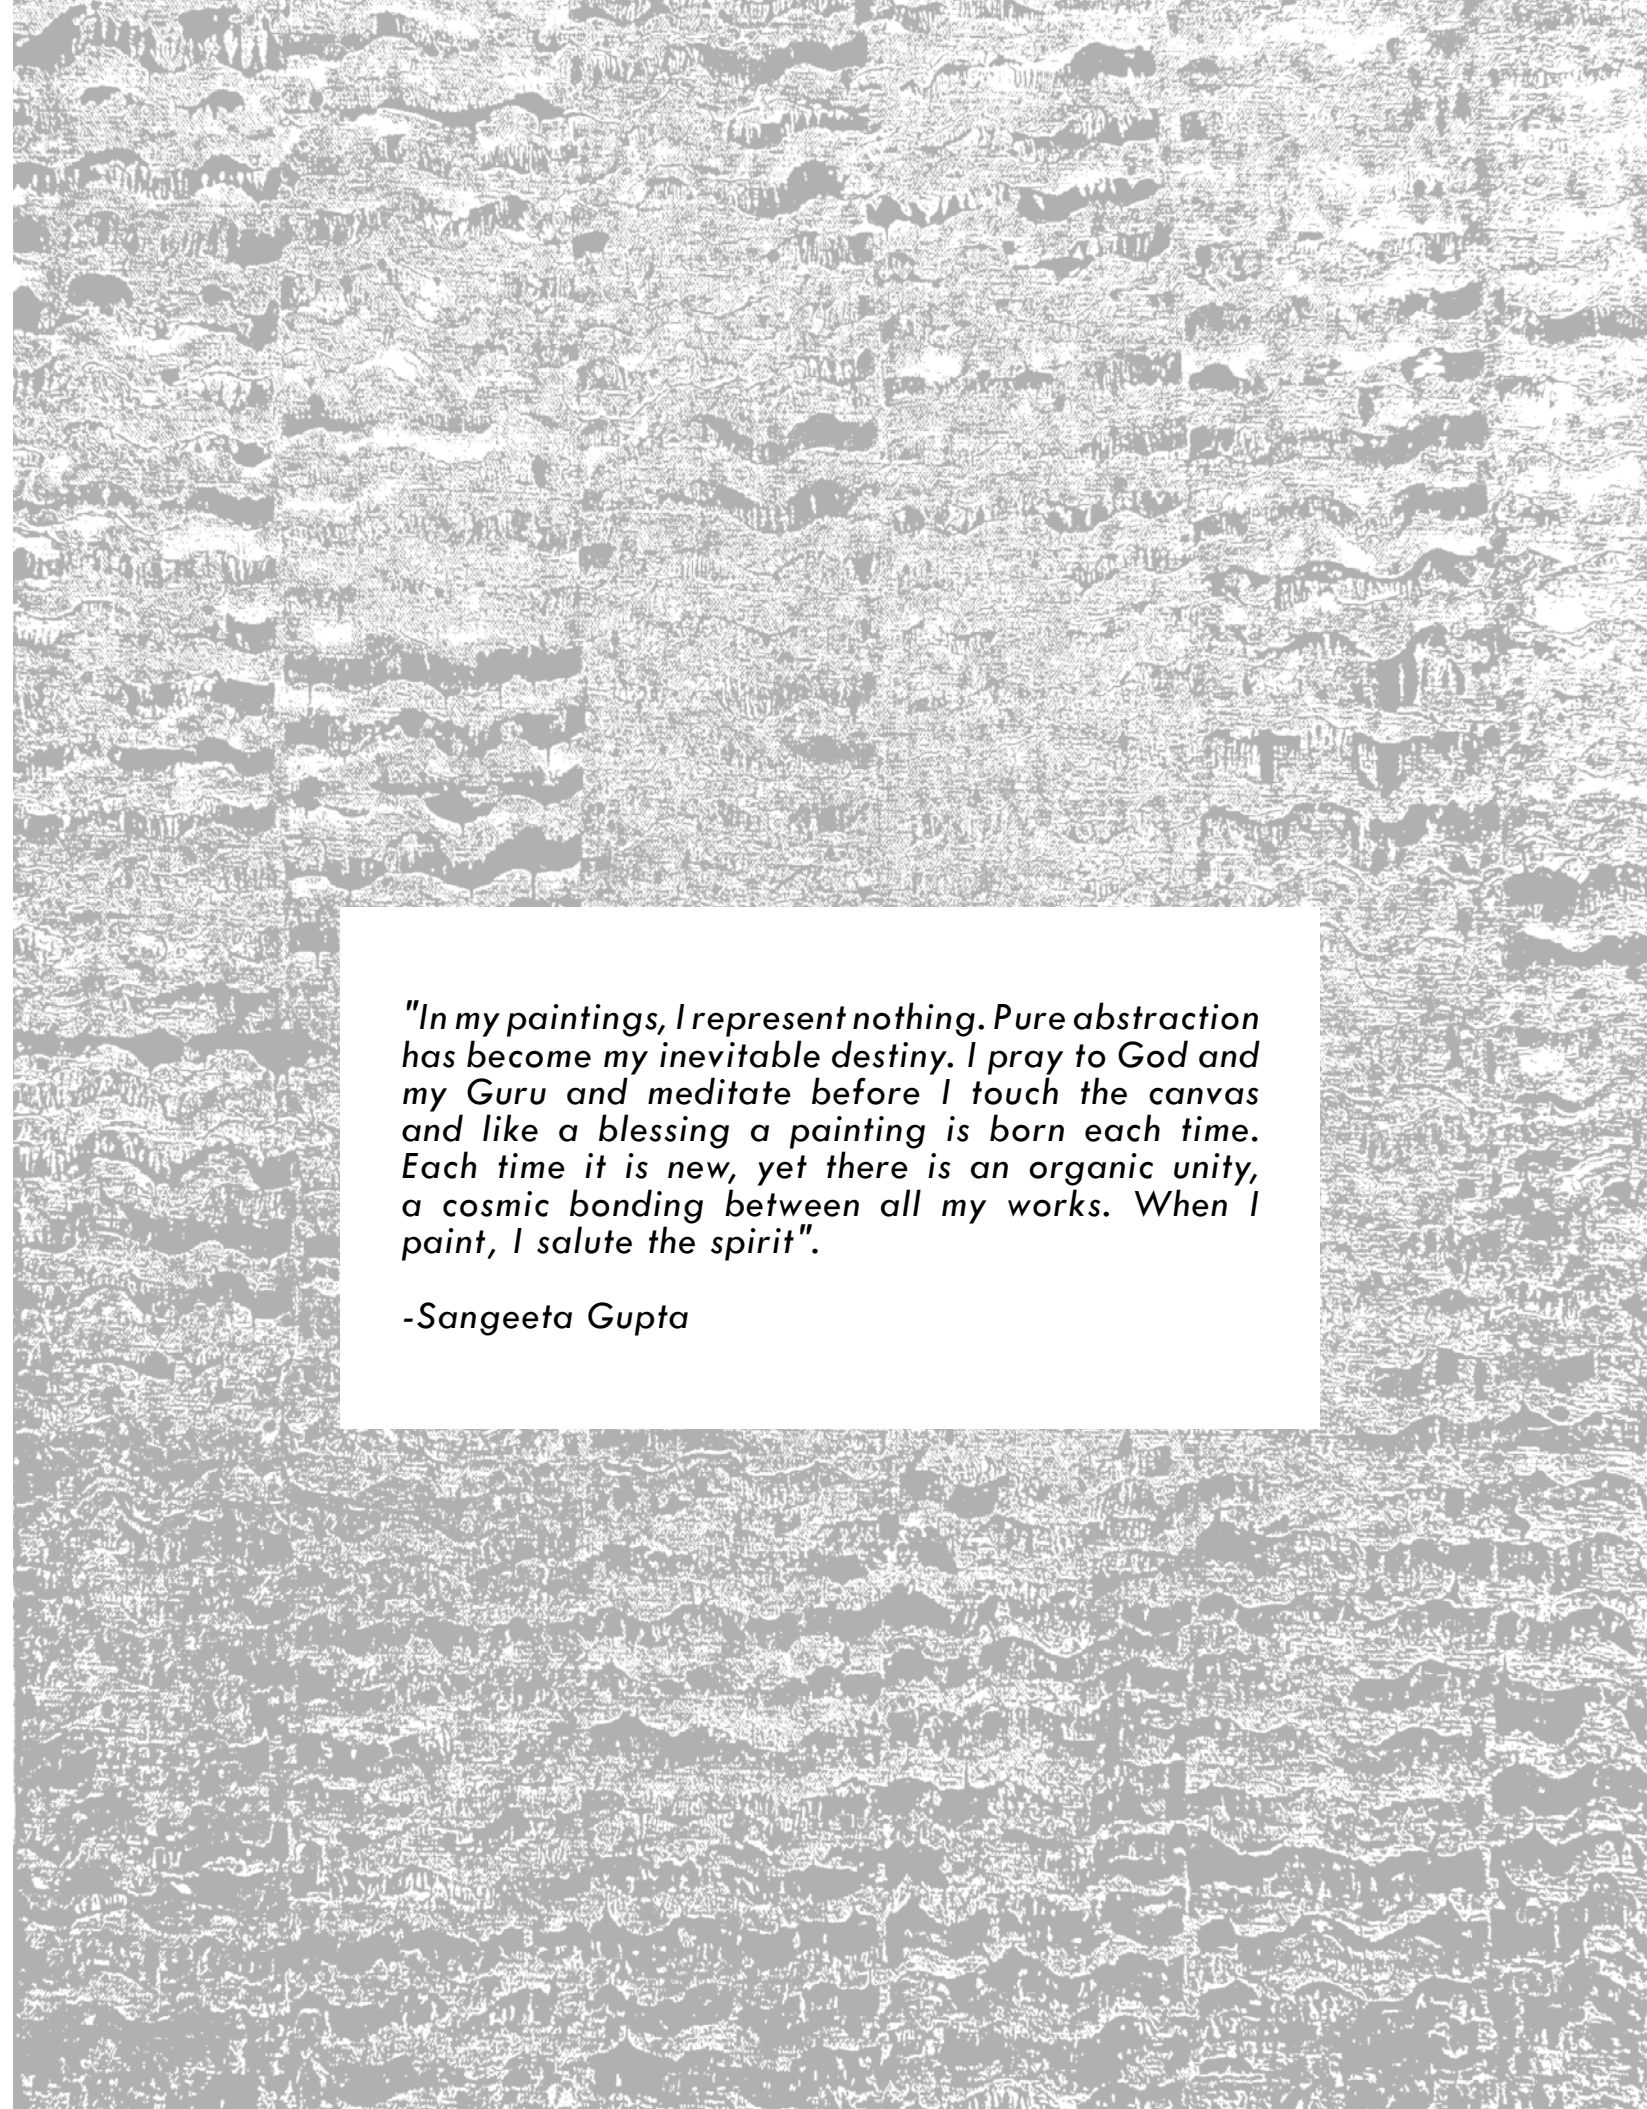 "In my paintings, I represent nothing. Pure abstraction
has become my inevitable destiny. I pray to God and
my Guru and meditate before I touch the canvas
and like a blessing a painting is born each time.
Each time it is new, yet there is an organic unity,
a cosmic bonding between all my works. When I
paint, I salute the spirit".
-Sangeeta Gupta